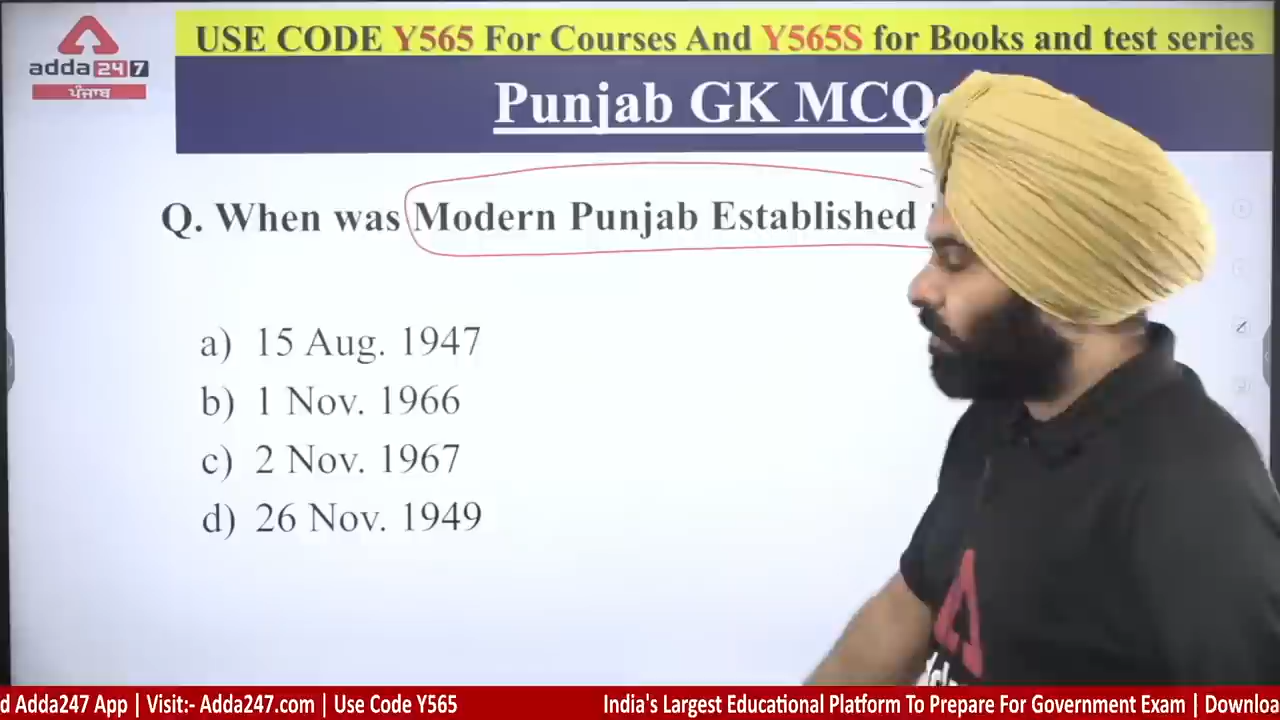 USE CODE Y565 For Courses And Y565S for Books and test series
adda247
ਪੰਜਾਬ
Punjab GK MCQ
Q. When was Modern Punjab Established
a) 15 Aug. 1947
b) 1 Nov. 1966
c) 2 Nov. 1967
d) 26 Nov. 1949
d Adda247 App | Visit:- Adda247.com | Use Code Y565 India's Largest Educational Platform To Prepare For Government Exam | Downloa